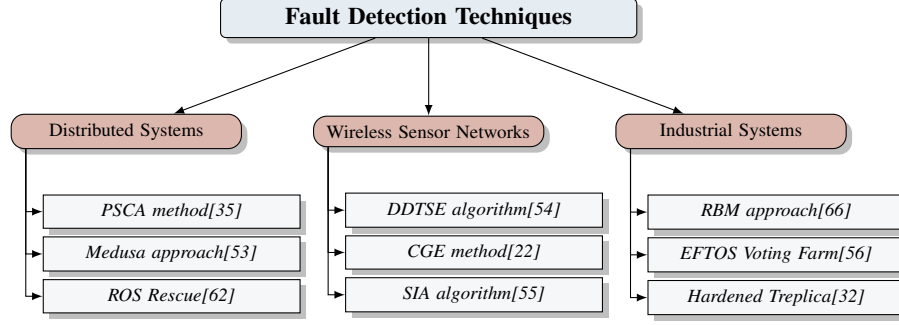 Fault Detection Techniques
Distributed Systems
PSCA method[35]
Medusa approach[53]
ROS Rescue[62]
Wireless Sensor Networks
DDTSE algorithm[54]
CGE method[22]
SIA algorithm[55]
Industrial Systems
RBM approach[66]
EFTOS Voting Farm[56]
Hardened Treplica[32]